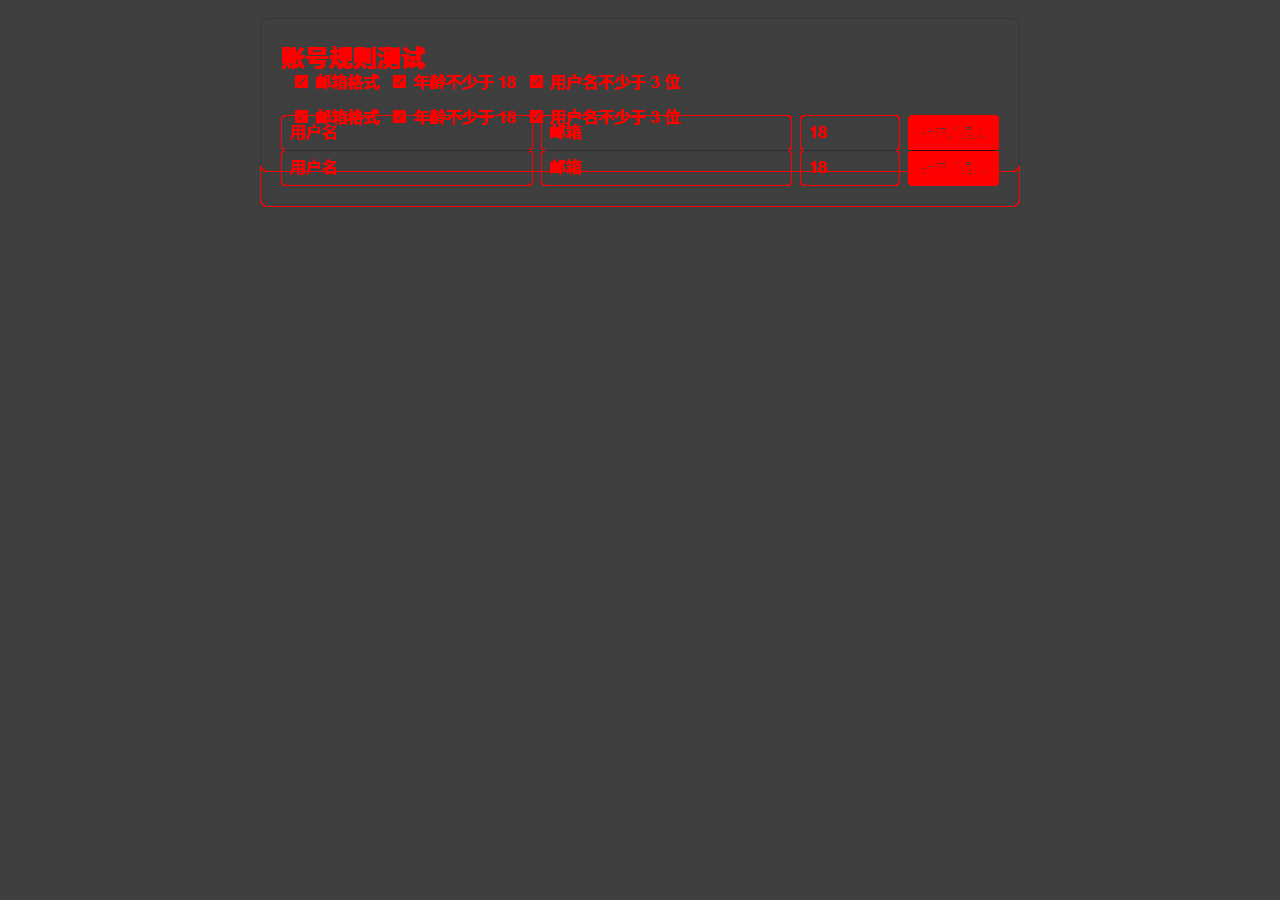 账号规则测试
邮箱格式 年龄不少于 18 用户名不少于 3 位
邮箱格式 年龄不少于 18 用户名不少于 3 位
用户名 邮箱 18
用户名 邮箱 18